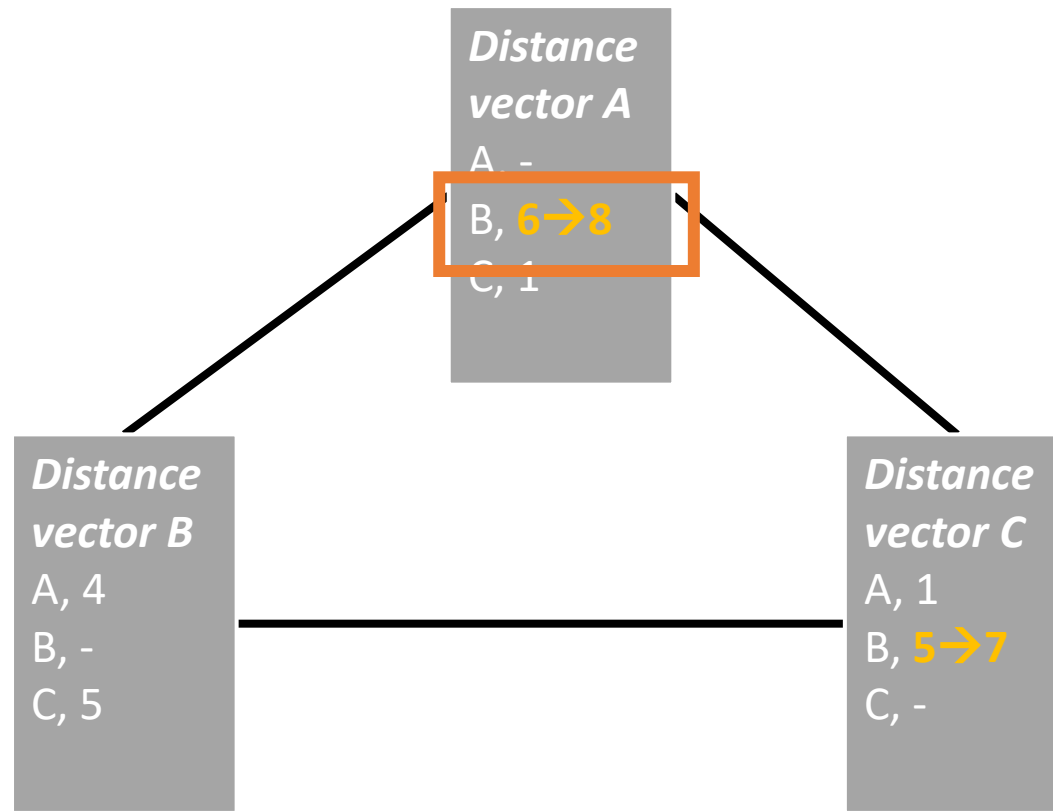 Distance
vector A
A, -
B, 6→8
C, 1
Distance
vector B
A, 4
B, -
C, 5
Distance
vector C
A, 1
B, 5→7
C, -